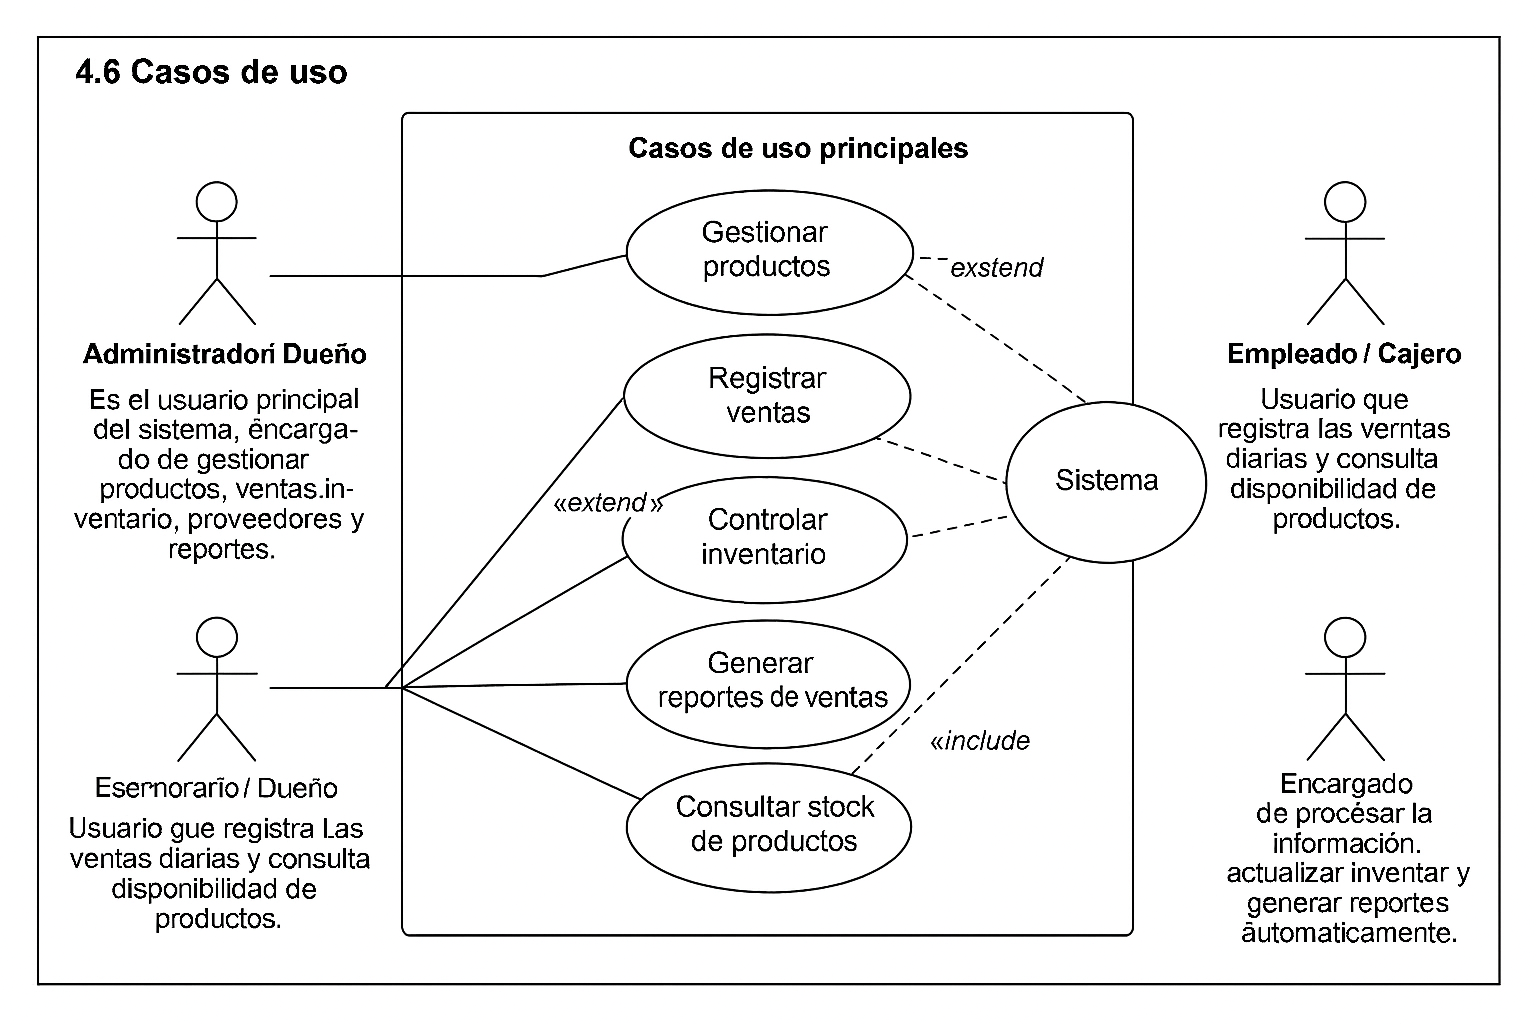 4.6 Casos de uso
Casos de uso principales
Gestionar
productos
exstend
Registrar
ventas
«extend»
Controlar
inventario
Generar
reportes de ventas
Consultar stock
de productos
Sistema
«include
Administradorí Dueño
Es el usuario principal
del sistema, ēncarga-
do de gestionar
productos, ventas.in-
ventario, proveedores y
reportes.
Esernorarīo / Dueño
Usuario gue registra Las
ventas diarias y consulta
disponibilidad de
productos.
Empleado / Cajero
Usuario que
registra las verntas
diarias y consulta
disponibilidad de
productos.
Encargado
de procésar la
información.
actualizar inventar y
generar reportes
āutomaticamente.